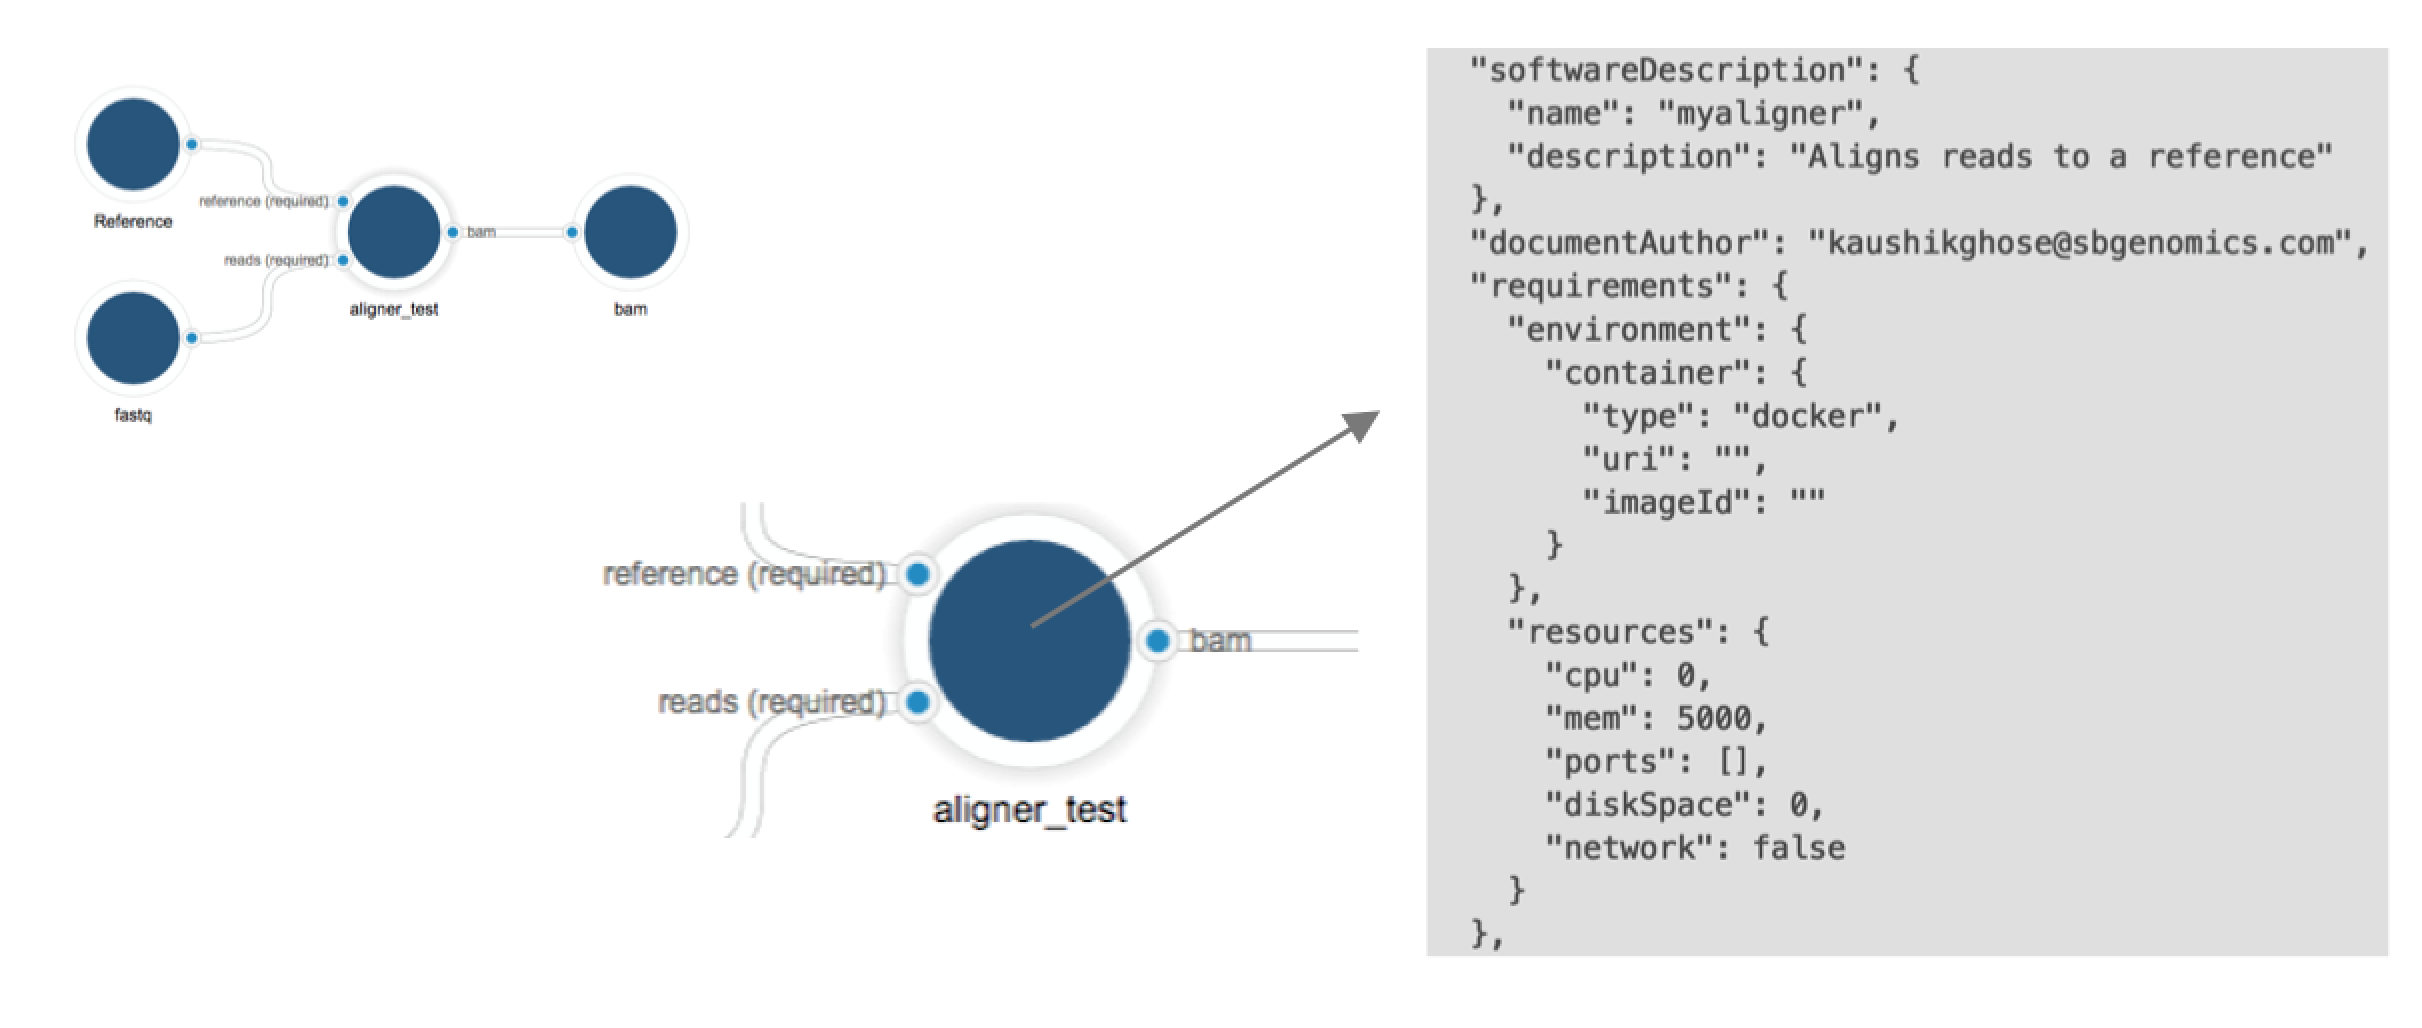 Reference
reference (required)
reads (required)
bam
aligner_test
bam
fastq
reference (required)
reads (required)
bam
aligner_test
"softwareDescription": {
"name": "myaligner",
"description": "Aligns reads to a reference"
},
"documentAuthor": "kaushikghose@sbgenomics.com",
"requirements": {
"environment": {
"container": {
"type": "docker",
"uri": "",
"imageId": ""
}
},
"resources": {
"cpu": 0,
"mem": 5000,
"ports": [],
"diskSpace": 0,
"network": false
}
},